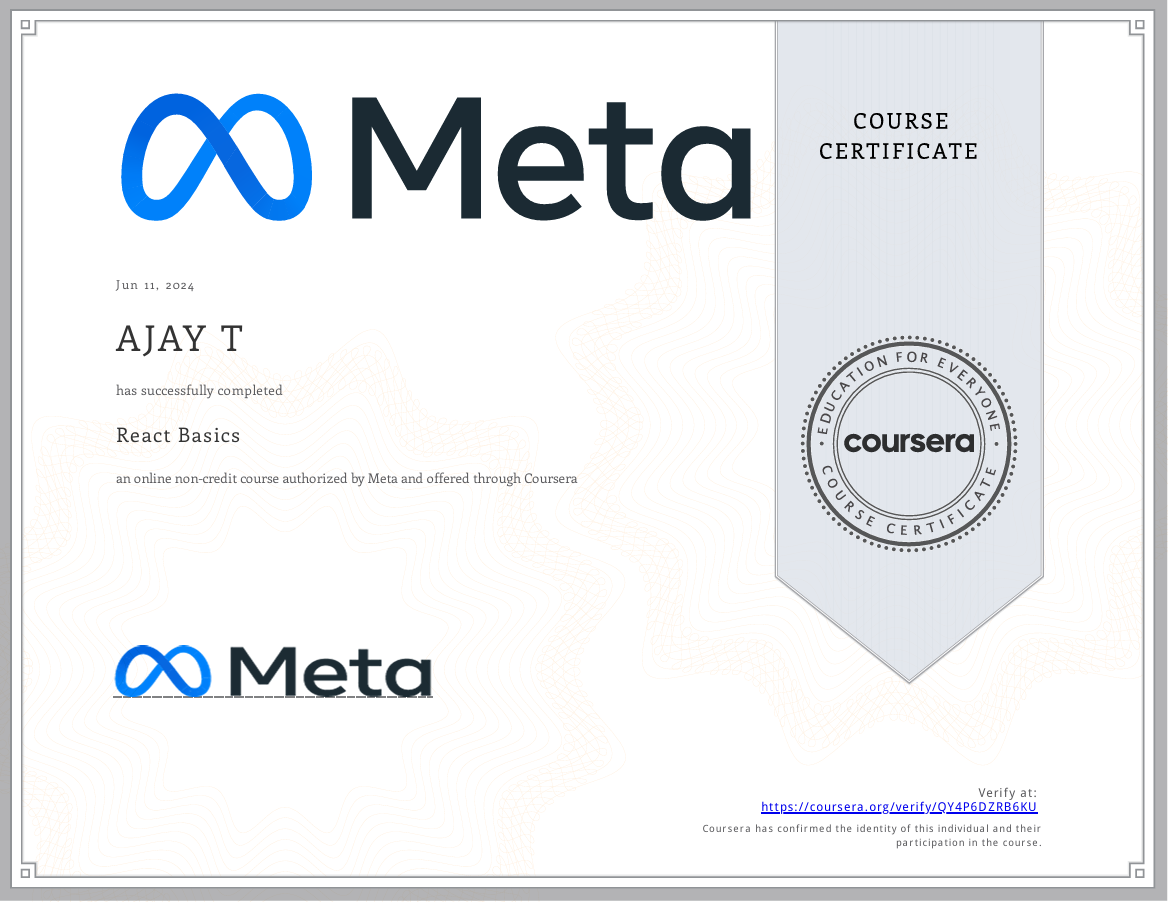 Meta
COURSE
CERTIFICATE
Jun 11, 2024
AJAY T
has successfully completed
React Basics
an online non-credit course authorized by Meta and offered through Coursera
EDUCATION FOR EVERYONE
coursera
COURSE CERTIFICATE
Meta
Verify at:
https://coursera.org/verify/QY4P6DZRB6KU
Coursera has confirmed the identity of this individual and their
participation in the course.